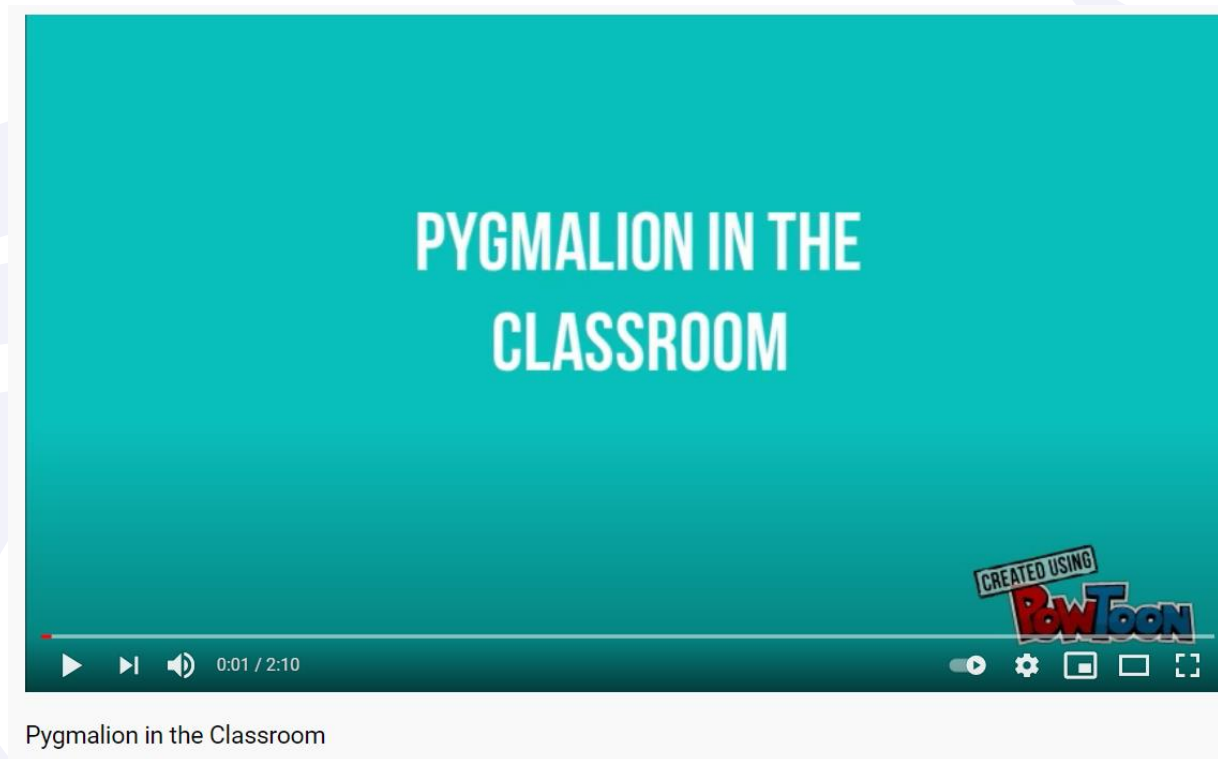 PYGMALION IN THE
CLASSROOM
CREATED USING
POWTOON
0:01 / 2:10
Pygmalion in the Classroom